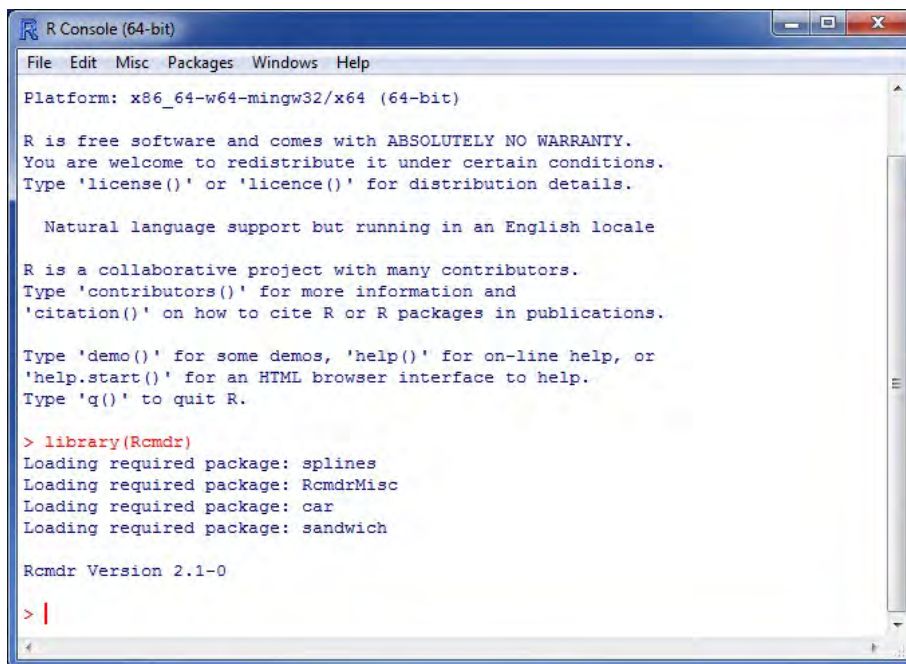 R Console (64-bit)
File Edit Misc Packages Windows Help
Platform: x86_64-w64-mingw32/x64 (64-bit)
R is free software and comes with ABSOLUTELY NO WARRANTY.
You are welcome to redistribute it under certain conditions.
Type 'license()' or 'licence()' for distribution details.
Natural language support but running in an English locale
R is a collaborative project with many contributors.
Type 'contributors()' for more information and
'citation()' on how to cite R or R packages in publications.
Type 'demo()' for some demos, 'help()' for on-line help, or
'help.start()' for an HTML browser interface to help.
Type 'q()' to quit R.
> library(Rcmdr)
Loading required package: splines
Loading required package: RcmdrMisc
Loading required package: car
Loading required package: sandwich
Rcmdr Version 2.1-0
>